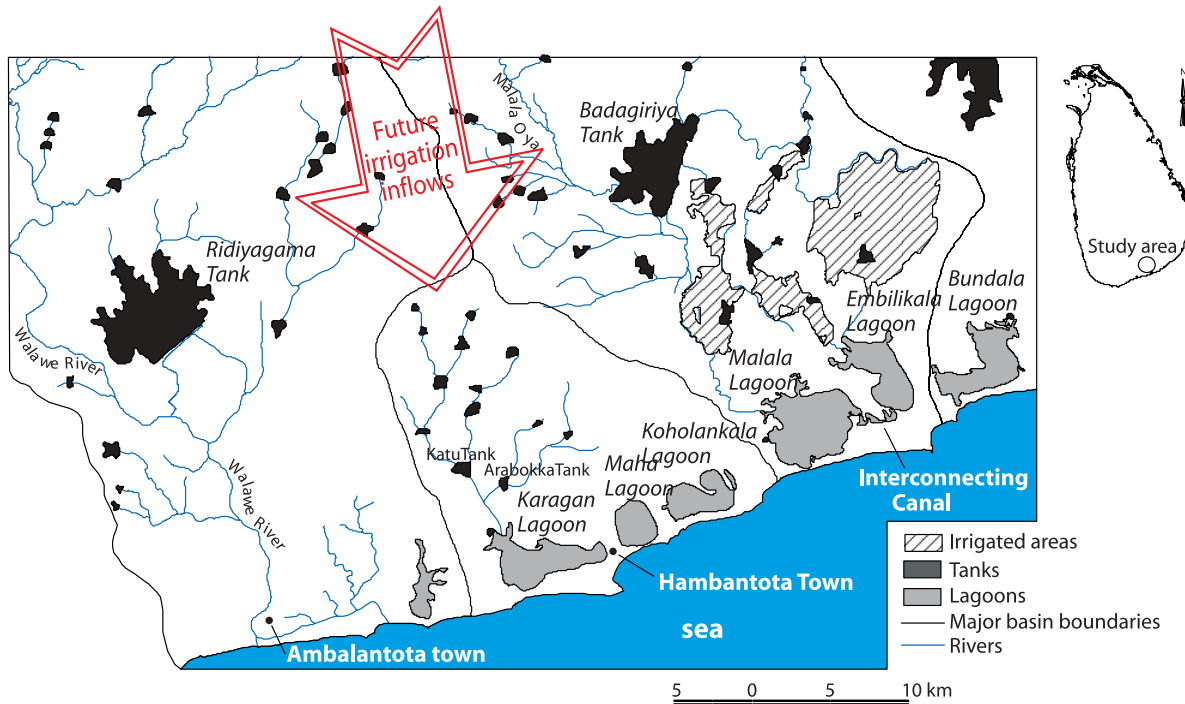 Future
irrigation
inflows
Malala Oya
Badagiriya
Tank
N
Study area
Ridiyagama
Tank
Bundala
Lagoon
Embilikala
Lagoon
Walawe River
Malala
Lagoon
Koholankala
Lagoon
KatuTank
ArabokkaTank
Maha
Lagoon
Karagan
Lagoon
Walawe River
Interconnecting
Canal
Hambantota Town
sea
Ambalantota town
Irrigated areas
Tanks
Lagoons
Major basin boundaries
Rivers
5 0 5 10 km